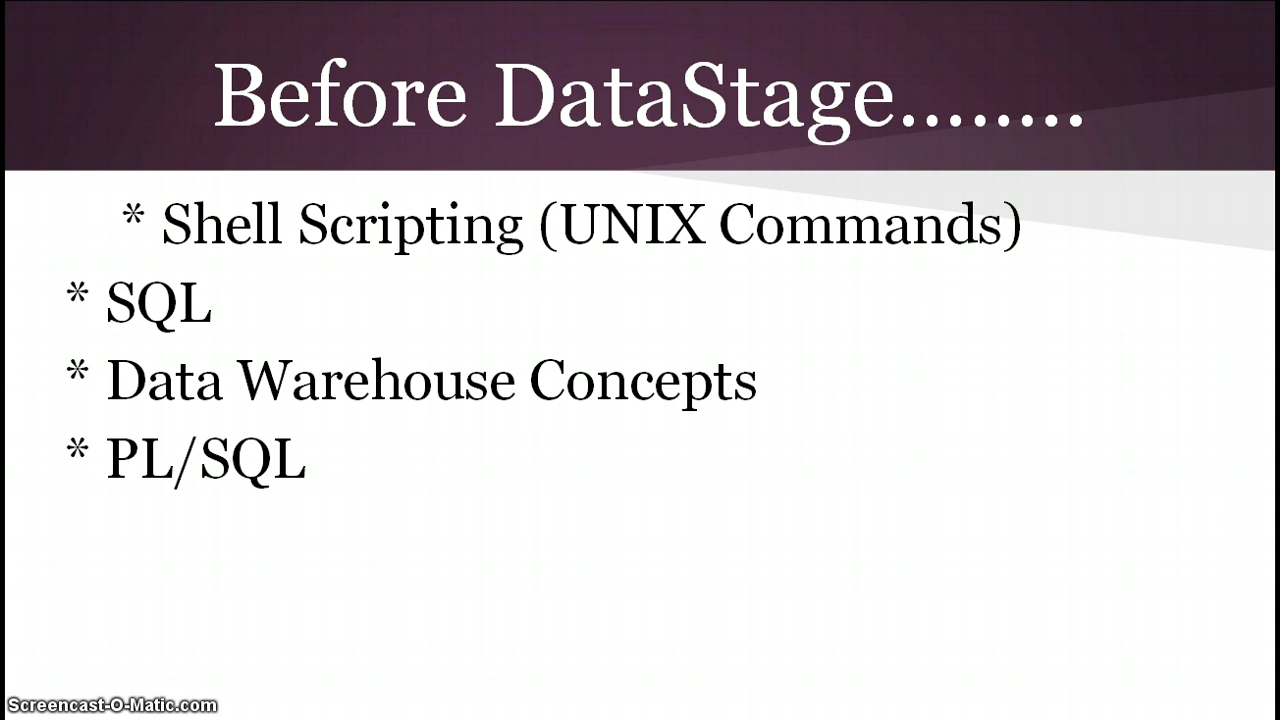 Before DataStage........
* Shell Scripting (UNIX Commands)
* SQL
* Data Warehouse Concepts
* PL/SQL
Screencast-O-Matic.com